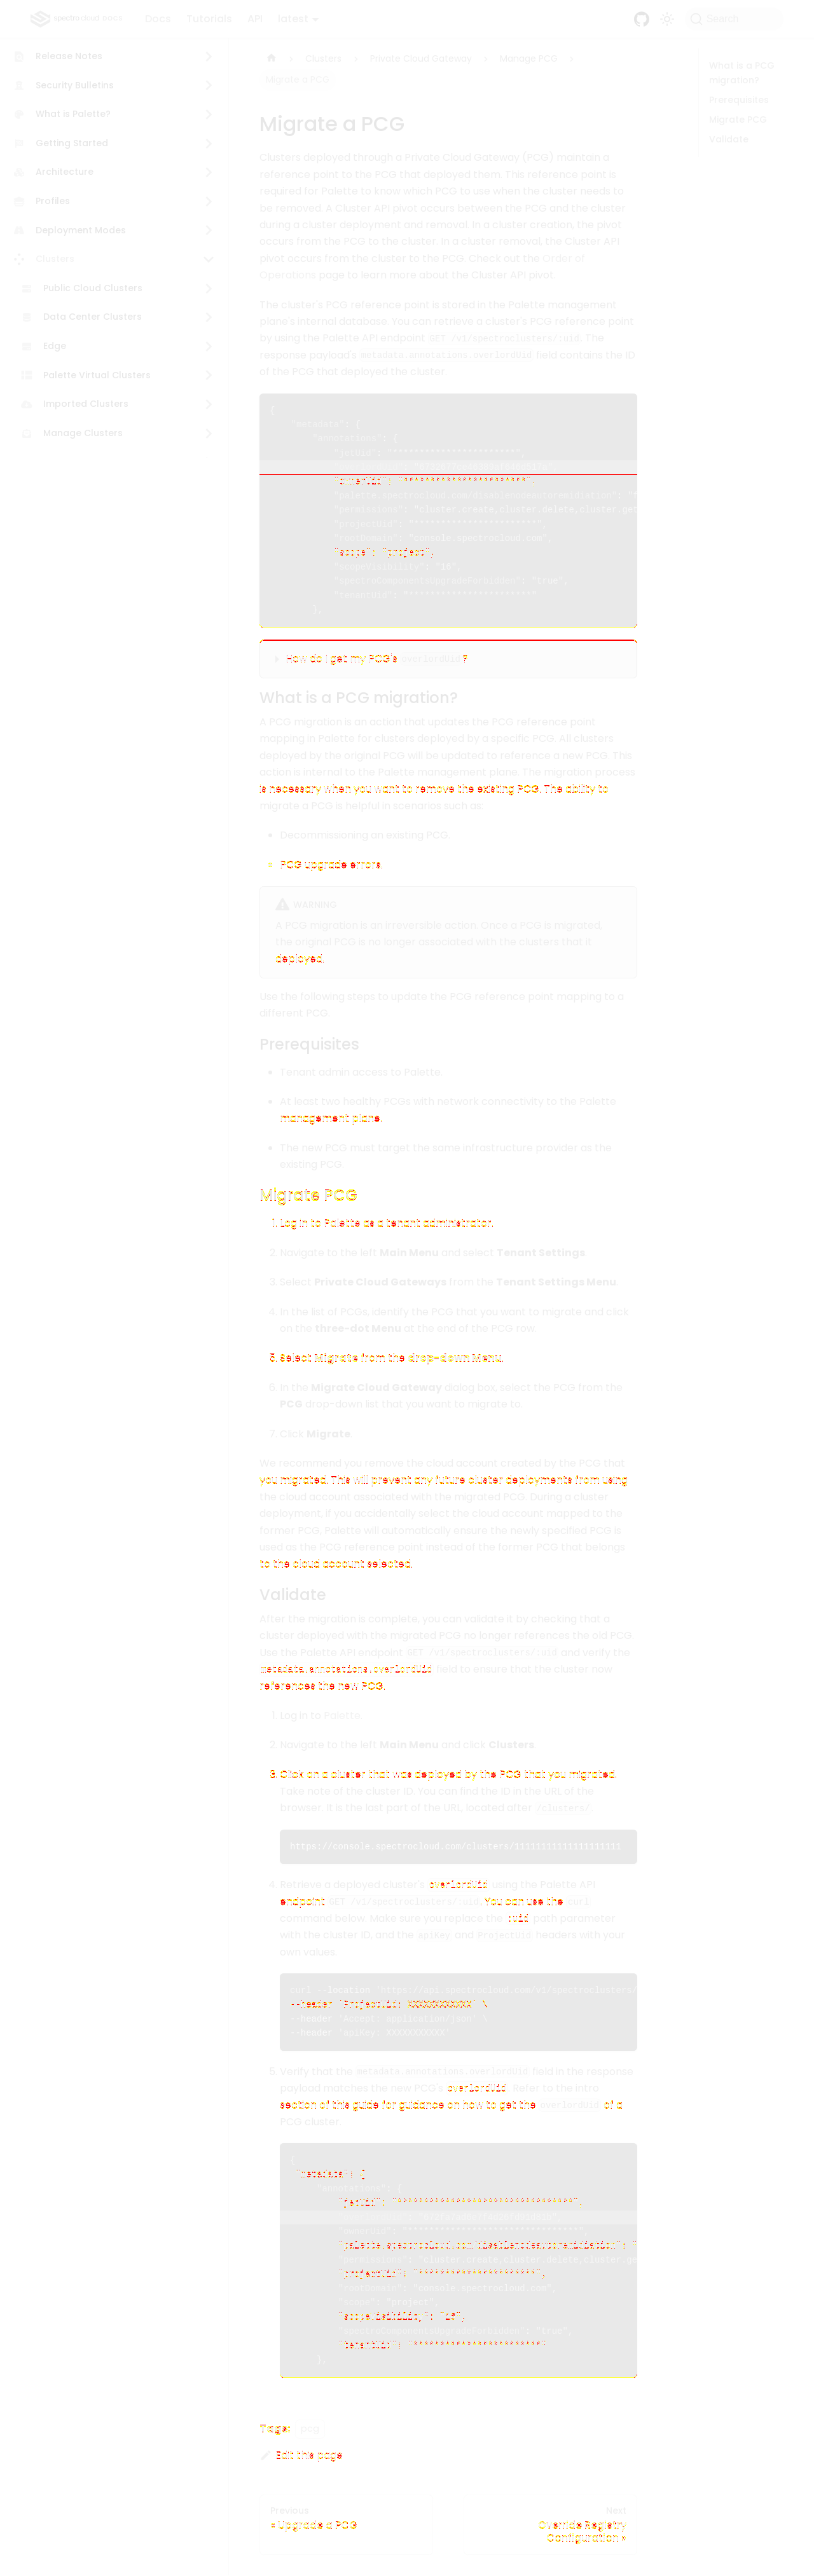 spectro cloud DOCS Docs Tutorials API latest Search
Release Notes
Security Bulletins
What is Palette?
Getting Started
Architecture
Profiles
Deployment Modes
Clusters
Public Cloud Clusters
Data Center Clusters
Edge
Palette Virtual Clusters
Imported Clusters
Manage Clusters
Clusters Private Cloud Gateway Manage PCG
Migrate a PCG
Migrate a PCG
Clusters deployed through a Private Cloud Gateway (PCG) maintain a
reference point to the PCG that deployed them. This reference point is
required for Palette to know which PCG to use when the cluster needs to
be removed. A Cluster API pivot occurs between the PCG and the cluster
during a cluster deployment and removal. In a cluster creation, the pivot
occurs from the PCG to the cluster. In a cluster removal, the Cluster API
pivot occurs from the cluster to the PCG. Check out the Order of
Operations page to learn more about the Cluster API pivot.
The cluster's PCG reference point is stored in the Palette management
plane's internal database. You can retrieve a cluster's PCG reference point
by using the Palette API endpoint GET /v1/spectroclusters/:uid. The
response payload's metadata.annotations.overlordUid field contains the ID
of the PCG that deployed the cluster.
{
"metadata": {
"annotations": {
"ownerUid": "************************",
"permissions": "cluster.create,cluster.delete,cluster.get
"projectUid": "************************",
"rootDomain": "console.spectrocloud.com",
"scope": "project",
"scopeVisibility": "15",
"spectroComponentsUpgradeForbidden": "true",
"tenantUid": "************************"
},
How do I get my PCG's overlordUid?
What is a PCG migration?
A PCG migration is an action that updates the PCG reference point
mapping in Palette for clusters deployed by a specific PCG. All clusters
deployed by the original PCG will be updated to reference a new PCG. This
action is internal to the Palette management plane. The migration process
is necessary when you want to remove the existing PCG. The ability to
migrate a PCG is helpful in scenarios such as:
Decommissioning an existing PCG.
PCG upgrade errors.
WARNING
A PCG migration is an irreversible action. Once a PCG is migrated,
the original PCG is no longer associated with the clusters that it
deployed.
Use the following steps to update the PCG reference point mapping to a
different PCG.
Prerequisites
Tenant admin access to Palette.
At least two healthy PCGs with network connectivity to the Palette
management plane.
The new PCG must target the same infrastructure provider as the
existing PCG.
Migrate PCG
1. Log in to Palette as a tenant administrator.
2. Navigate to the left Main Menu and select Tenant Settings.
3. Select Private Cloud Gateways from the Tenant Settings Menu.
4. In the list of PCGs, identify the PCG that you want to migrate and click
on the three-dot Menu at the end of the PCG row.
5. Select Migrate from the drop-down Menu.
6. In the Migrate Cloud Gateway dialog box, select the PCG from the
PCG drop-down list that you want to migrate to.
7. Click Migrate.
We recommend you remove the cloud account created by the PCG that
you migrated. This will prevent any future cluster deployments from using
the cloud account associated with the migrated PCG. During a cluster
deployment, if you accidentally select the cloud account mapped to the
former PCG, Palette will automatically ensure the newly specified PCG is
used as the PCG reference point instead of the former PCG that belongs
to the cloud account selected.
Validate
After the migration is complete, you can validate it by checking that a
cluster deployed with the migrated PCG no longer references the old PCG.
Use the Palette API endpoint GET /v1/spectroclusters/:uid and verify the
metadata.annotations.overlordUid field to ensure that the cluster now
references the new PCG.
1. Log in to Palette.
2. Navigate to the left Main Menu and click Clusters.
3. Click on a cluster that was deployed by the PCG that you migrated.
Take note of the cluster ID. You can find the ID in the URL of the
browser. It is the last part of the URL, located after /clusters/.
https://console.spectrocloud.com/clusters/11111111111111111111
4. Retrieve a deployed cluster's overlordUid using the Palette API
endpoint GET /v1/spectroclusters/:uid. You can use the curl
command below. Make sure you replace the :uid path parameter
with the cluster ID, and the apiKey and ProjectUid headers with your
own values.
curl --location 'https://api.spectrocloud.com/v1/spectroclusters/
--header 'ProjectUid: XXXXXXXXXXXX' \
--header 'Accept: application/json' \
--header 'apiKey: XXXXXXXXXXX'
5. Verify that the metadata.annotations.overlordUid field in the response
payload matches the new PCG's overlordUid. Refer to the intro
section of this guide for guidance on how to get the overlordUid of a
PCG cluster.
{
"metadata": {
"annotations": {
"permissions": "cluster.create,cluster.delete,cluster.ge
"projectUid": "***********************",
"rootDomain": "console.spectrocloud.com",
"scope": "project",
"scopeVisibility": "15",
"spectroComponentsUpgradeForbidden": "true",
"tenantUid": "************************"
},
Tags: pcg
Edit this page
Previous
« Upgrade a PCG
Next
Override Registry
Configuration »
What is a PCG
migration?
Prerequisites
Migrate PCG
Validate